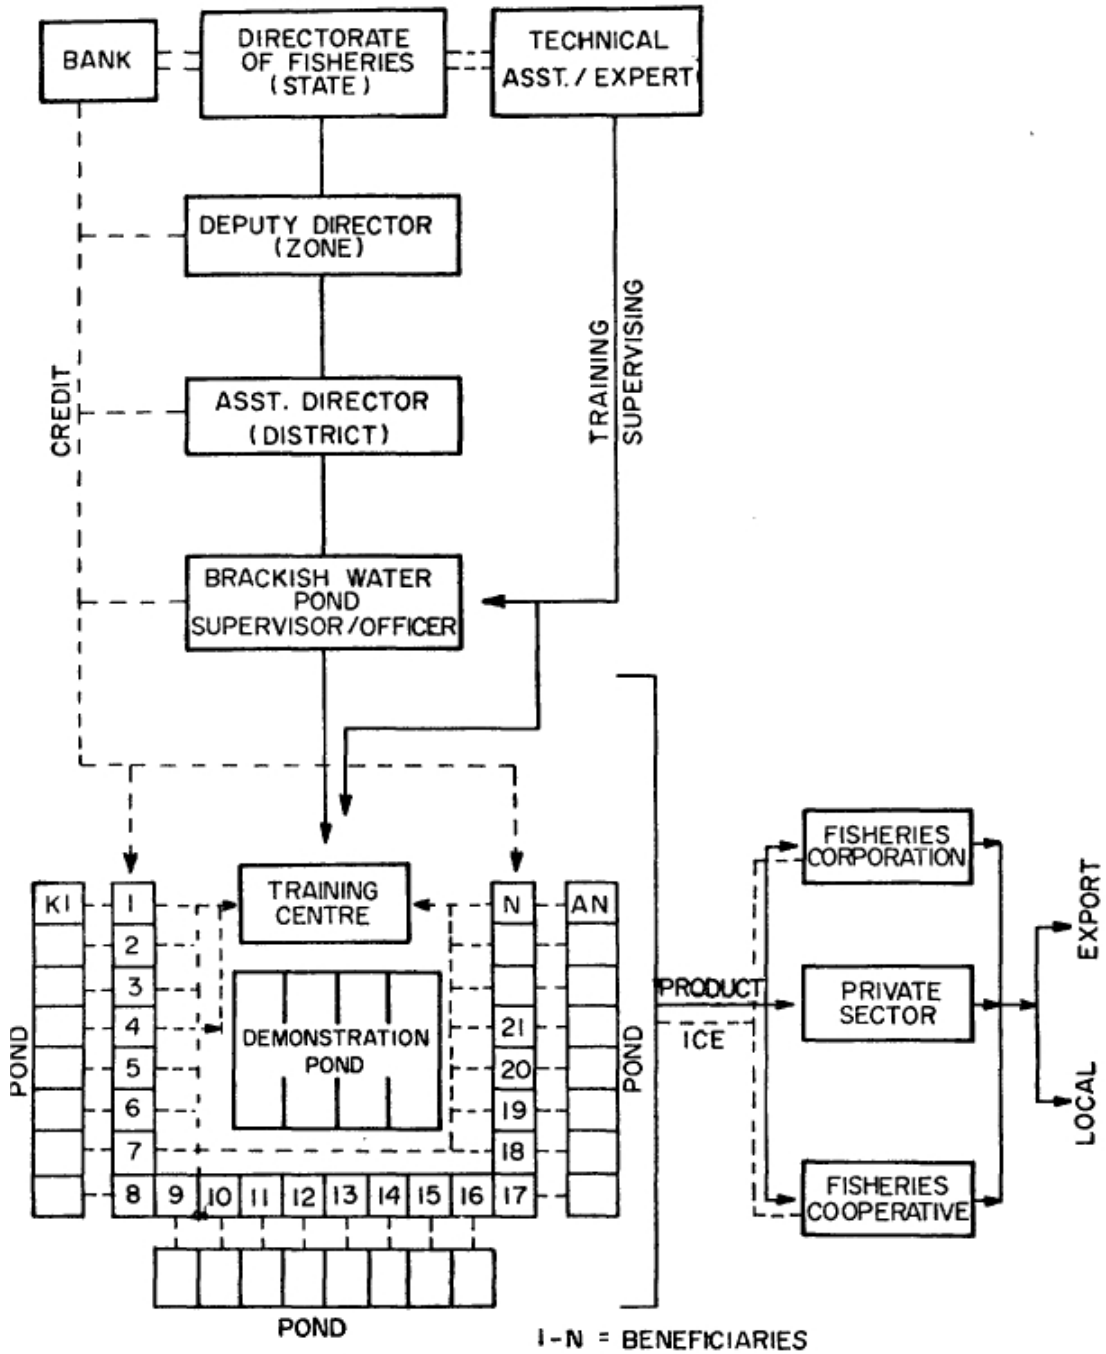 BANK
DIRECTORATE
OF FISHERIES
(STATE)
TECHNICAL
ASST./EXPERT
DEPUTY DIRECTOR
(ZONE)
ASST. DIRECTOR
(DISTRICT)
CREDIT
TRAINING
SUPERVISING
BRACKISH WATER
POND
SUPERVISOR/OFFICER
TRAINING
CENTRE
DEMONSTRATION
POND
K1
1
2
3
4
5
6
7
8
9
10
11
12
13
14
15
16
17
18
19
20
21
N
AN
POND
POND
POND
PRODUCT
ICE
FISHERIES
CORPORATION
PRIVATE
SECTOR
FISHERIES
COOPERATIVE
EXPORT
LOCAL
1-N = BENEFICIARIES